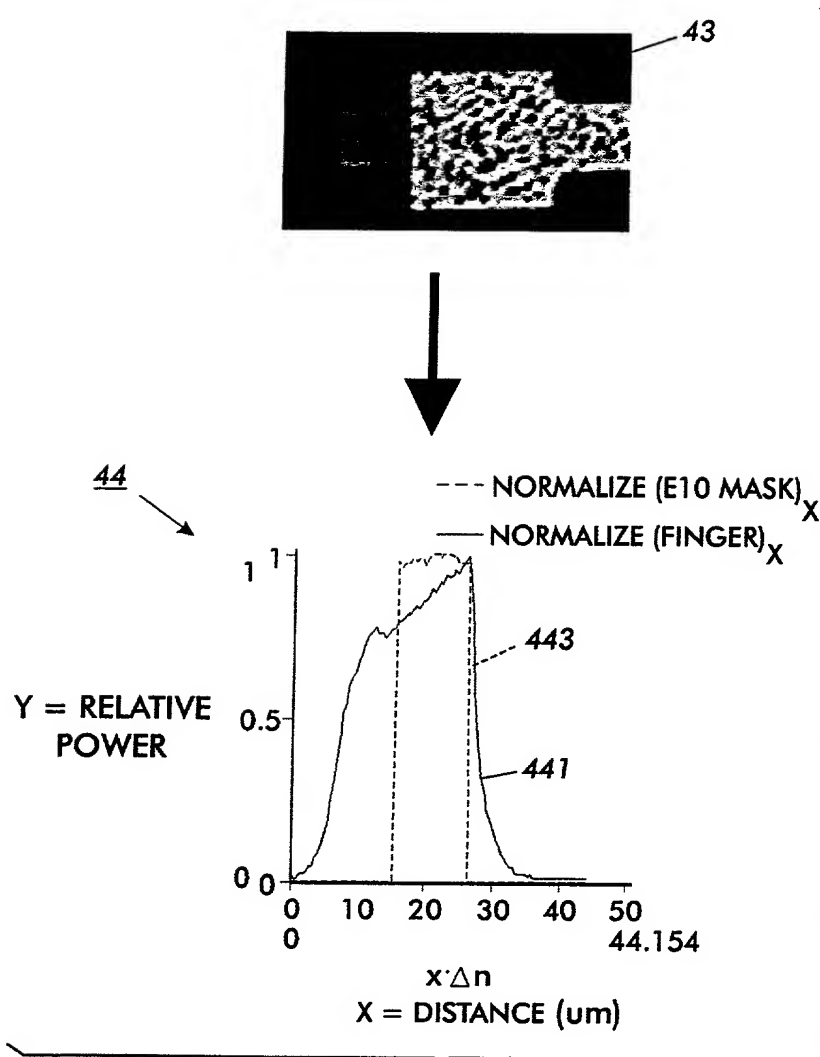 43
44
--- NORMALIZE (E10 MASK)X
— NORMALIZE (FINGER)X
1 1
443
Y = RELATIVE
POWER
0.5
441
0 0
0 10 20 30 40 50
0 44.154
x·Δn
X = DISTANCE (um)